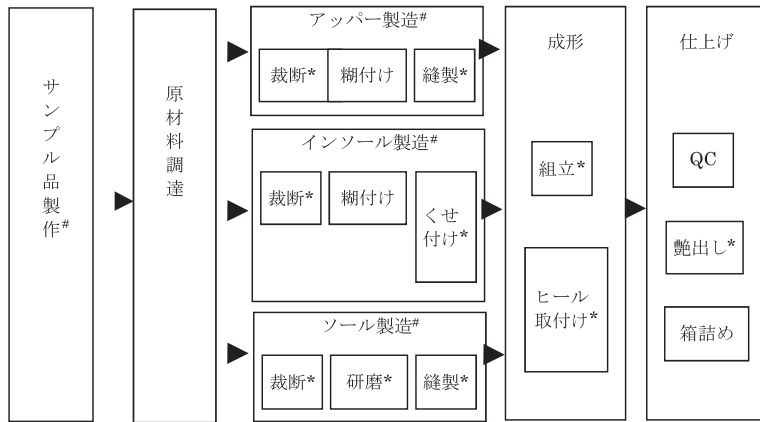 サンプル品製作#
原材料調達
アッパー製造#
裁断*
糊付け
縫製*
インソール製造#
裁断*
糊付け
くせ
付け*
ソール製造#
裁断*
研磨*
縫製*
成形
組立*
ヒール
取付け*
仕上げ
QC
艶出し*
箱詰め